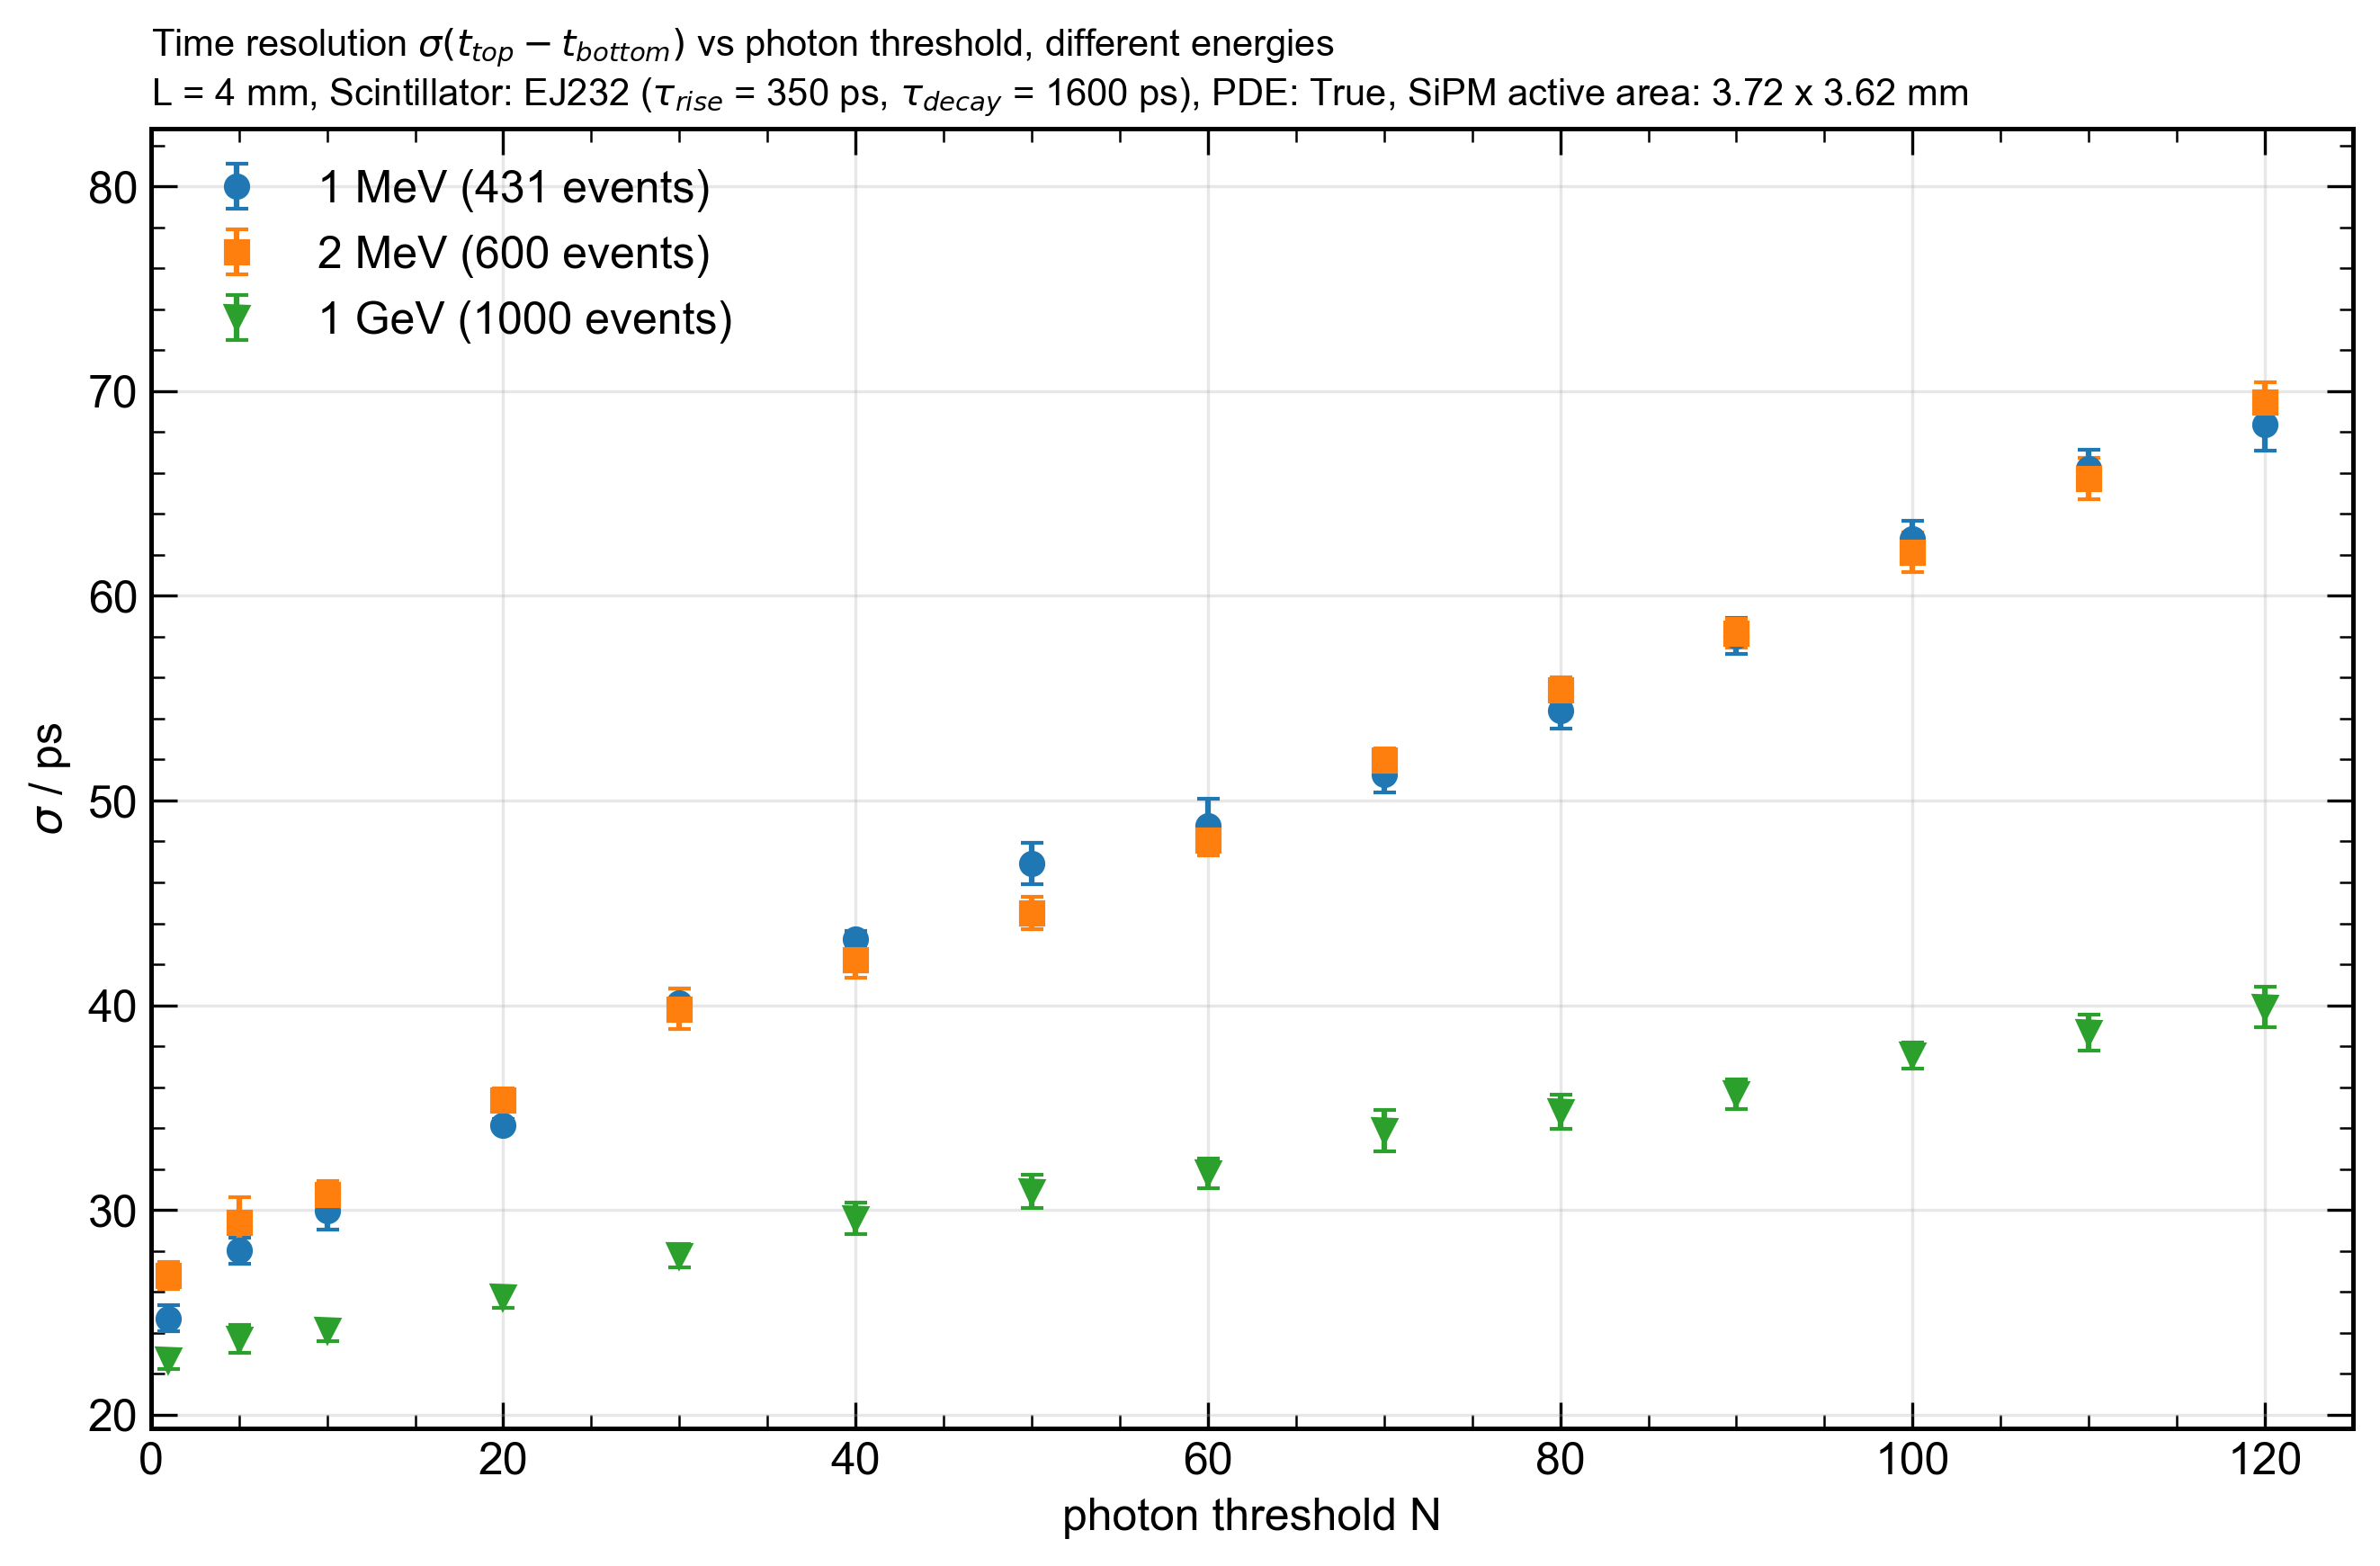 Time resolution σ(t_top − t_bottom) vs photon threshold, different energies
L = 4 mm, Scintillator: EJ232 (τ_rise = 350 ps, τ_decay = 1600 ps), PDE: True, SiPM active area: 3.72 x 3.62 mm
1 MeV (431 events)
2 MeV (600 events)
1 GeV (1000 events)
80
70
60
50
40
30
20
σ / ps
0 20 40 60 80 100 120
photon threshold N